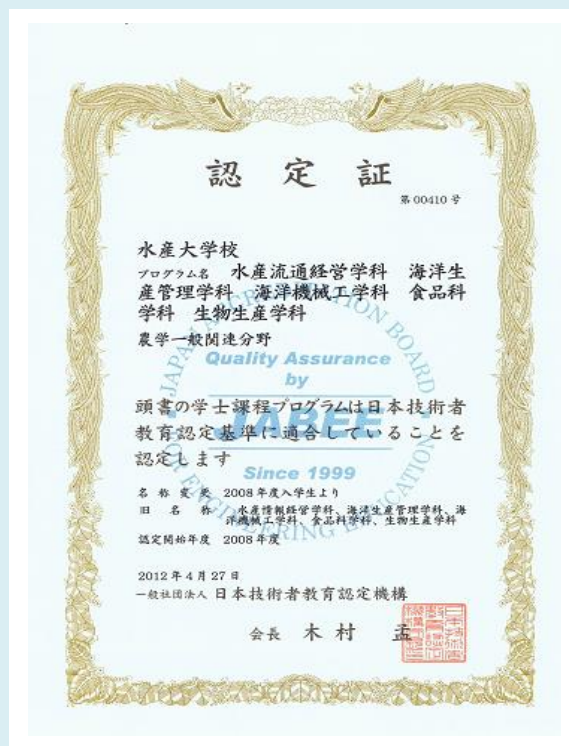 認定証
第00410号
水産大学校
プログラム名 水産流通経営学科 海洋生
産管理学科 海洋機械工学科 食品科
学科 生物生産学科
農学一般関連分野
JAPAN ACCREDITATION BOARD
Quality Assurance
by
頭書の学士課程プログラムは日本技術者
JABEE
教育認定基準に適合していることを
認定します
Since 1999
OF ENGINEERING EDUCATION
名称変更 2008年度入学生より
旧名称 水産情報経営学科、海洋生産管理学科、海
洋機械工学科、食品科学科、生物生産学科
認定開始年度 2008年度
2012年4月27日
一般社団法人 日本技術者教育認定機構
会長 木村 孟